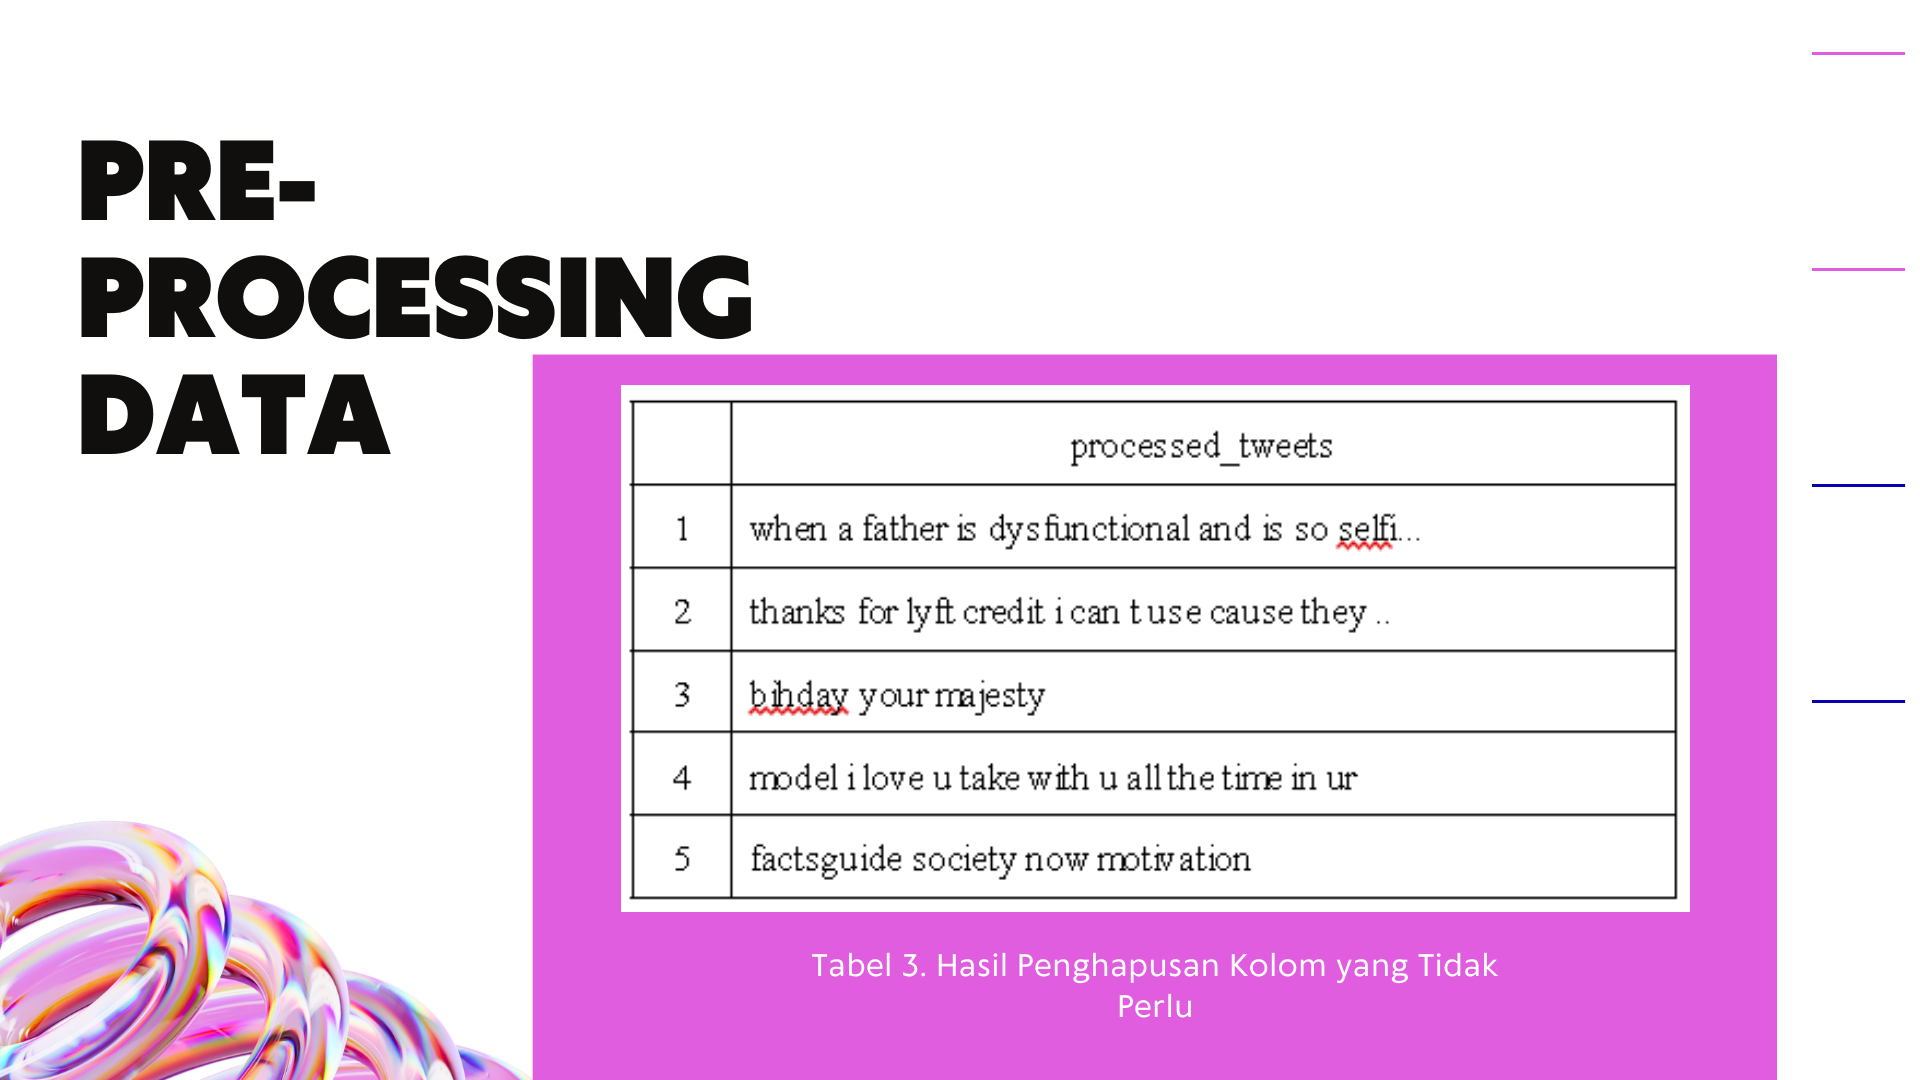 PRE-
PROCESSING
DATA
processed_tweets
1 when a father is dysfunctional and is so selfi...
2 thanks for lyft credit i can t use cause they ..
3 bihday your majesty
4 model i love u take with u all the time in ur
5 factsguide society now motivation
Tabel 3. Hasil Penghapusan Kolom yang Tidak
Perlu